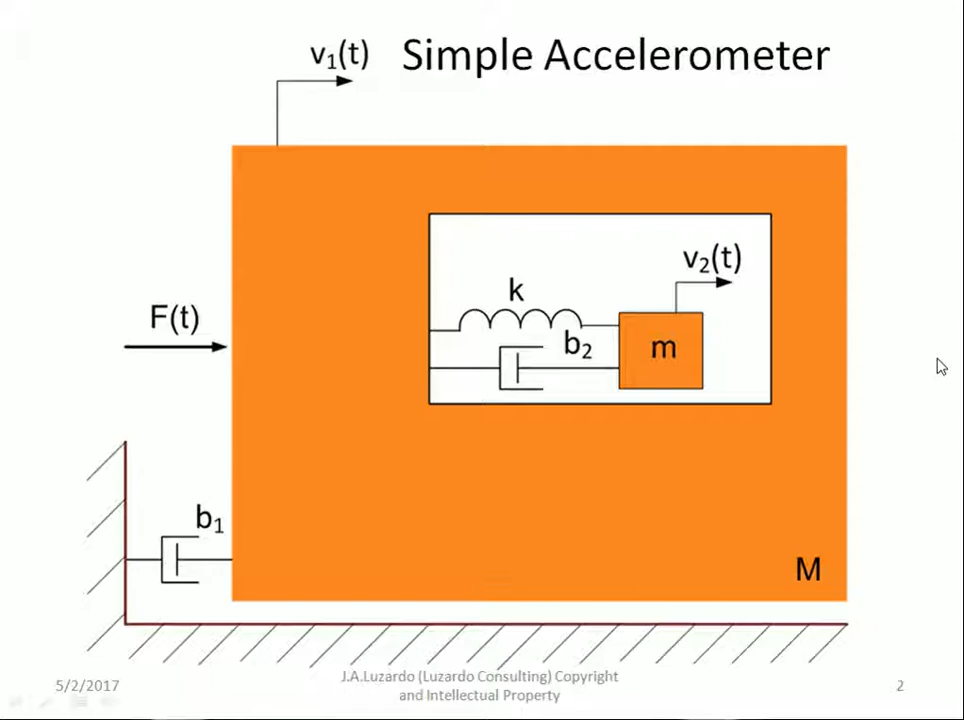 v₁(t) Simple Accelerometer
v₂(t)
k
F(t)
b₂
m
b₁
M
J.A.Luzardo (Luzardo Consulting) Copyright
5/2/2017
and Intellectual Property
2